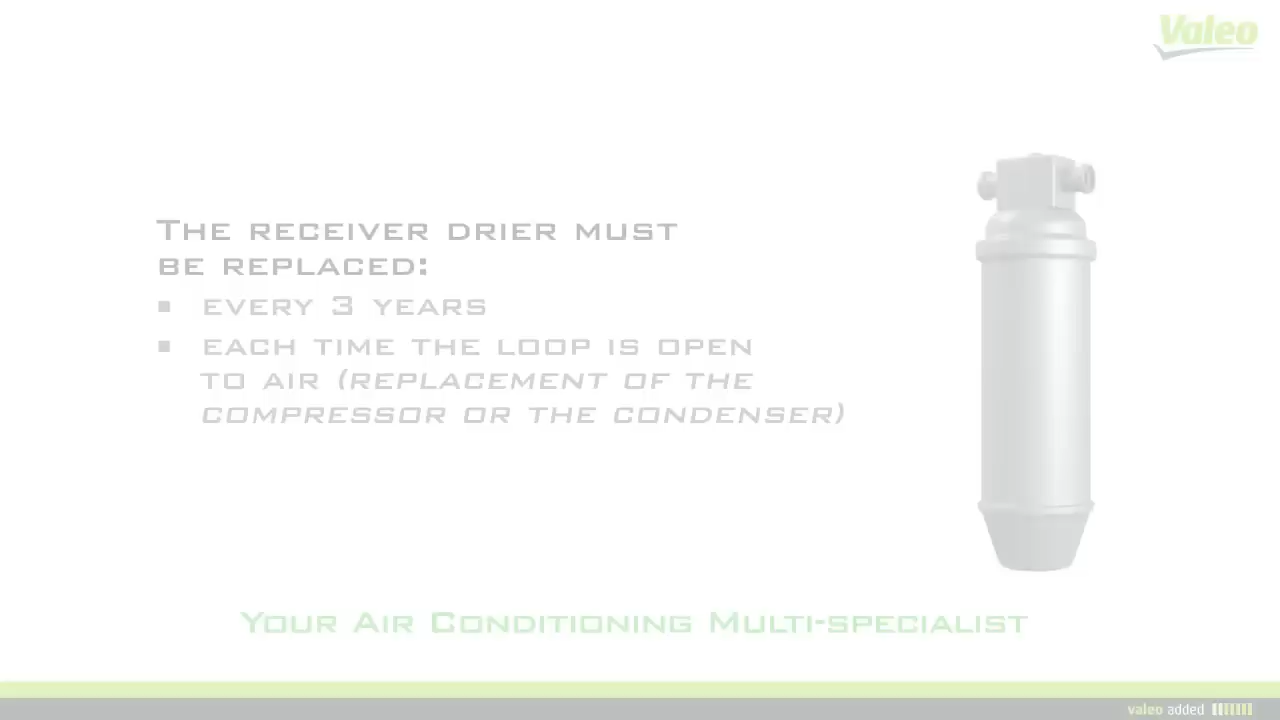 Valeo
THE RECEIVER DRIER MUST
BE REPLACED:
▪ EVERY 3 YEARS
▪ EACH TIME THE LOOP IS OPEN
TO AIR (REPLACEMENT OF THE
COMPRESSOR OR THE CONDENSER)
YOUR AIR CONDITIONING MULTI-SPECIALIST
valeo added